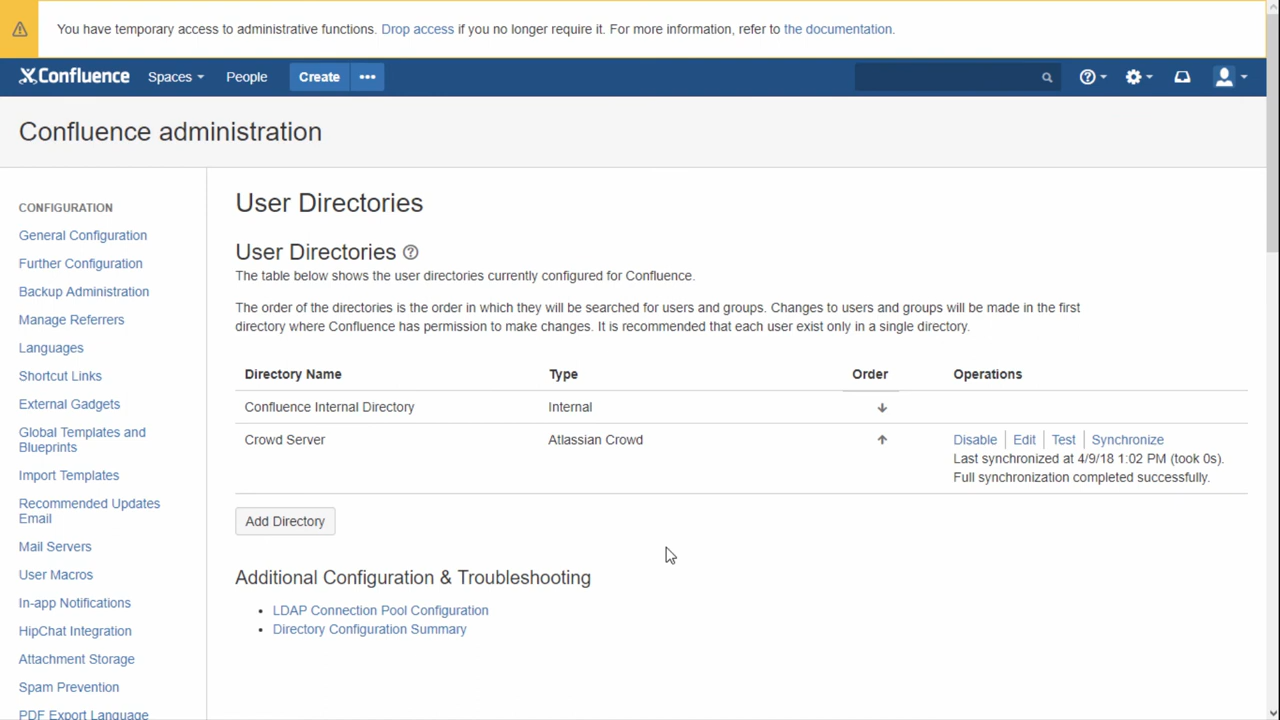 You have temporary access to administrative functions. Drop access if you no longer require it. For more information, refer to the documentation.
Confluence Spaces People Create •••
Confluence administration
CONFIGURATION
General Configuration
Further Configuration
Backup Administration
Manage Referrers
Languages
Shortcut Links
External Gadgets
Global Templates and
Blueprints
Import Templates
Recommended Updates
Email
Mail Servers
User Macros
In-app Notifications
HipChat Integration
Attachment Storage
Spam Prevention
PDF Export Language
User Directories
User Directories
The table below shows the user directories currently configured for Confluence.
The order of the directories is the order in which they will be searched for users and groups. Changes to users and groups will be made in the first
directory where Confluence has permission to make changes. It is recommended that each user exist only in a single directory.
Directory Name Type Order Operations
Confluence Internal Directory Internal
Crowd Server Atlassian Crowd Disable Edit Test Synchronize
Last synchronized at 4/9/18 1:02 PM (took 0s).
Full synchronization completed successfully.
Add Directory
Additional Configuration & Troubleshooting
• LDAP Connection Pool Configuration
• Directory Configuration Summary